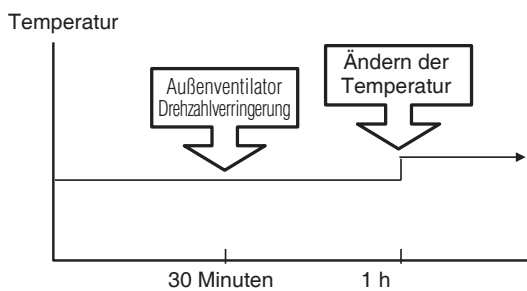 Temperatur
Außenventilator
Drehzahlverringerung
Ändern der
Temperatur
30 Minuten
1 h